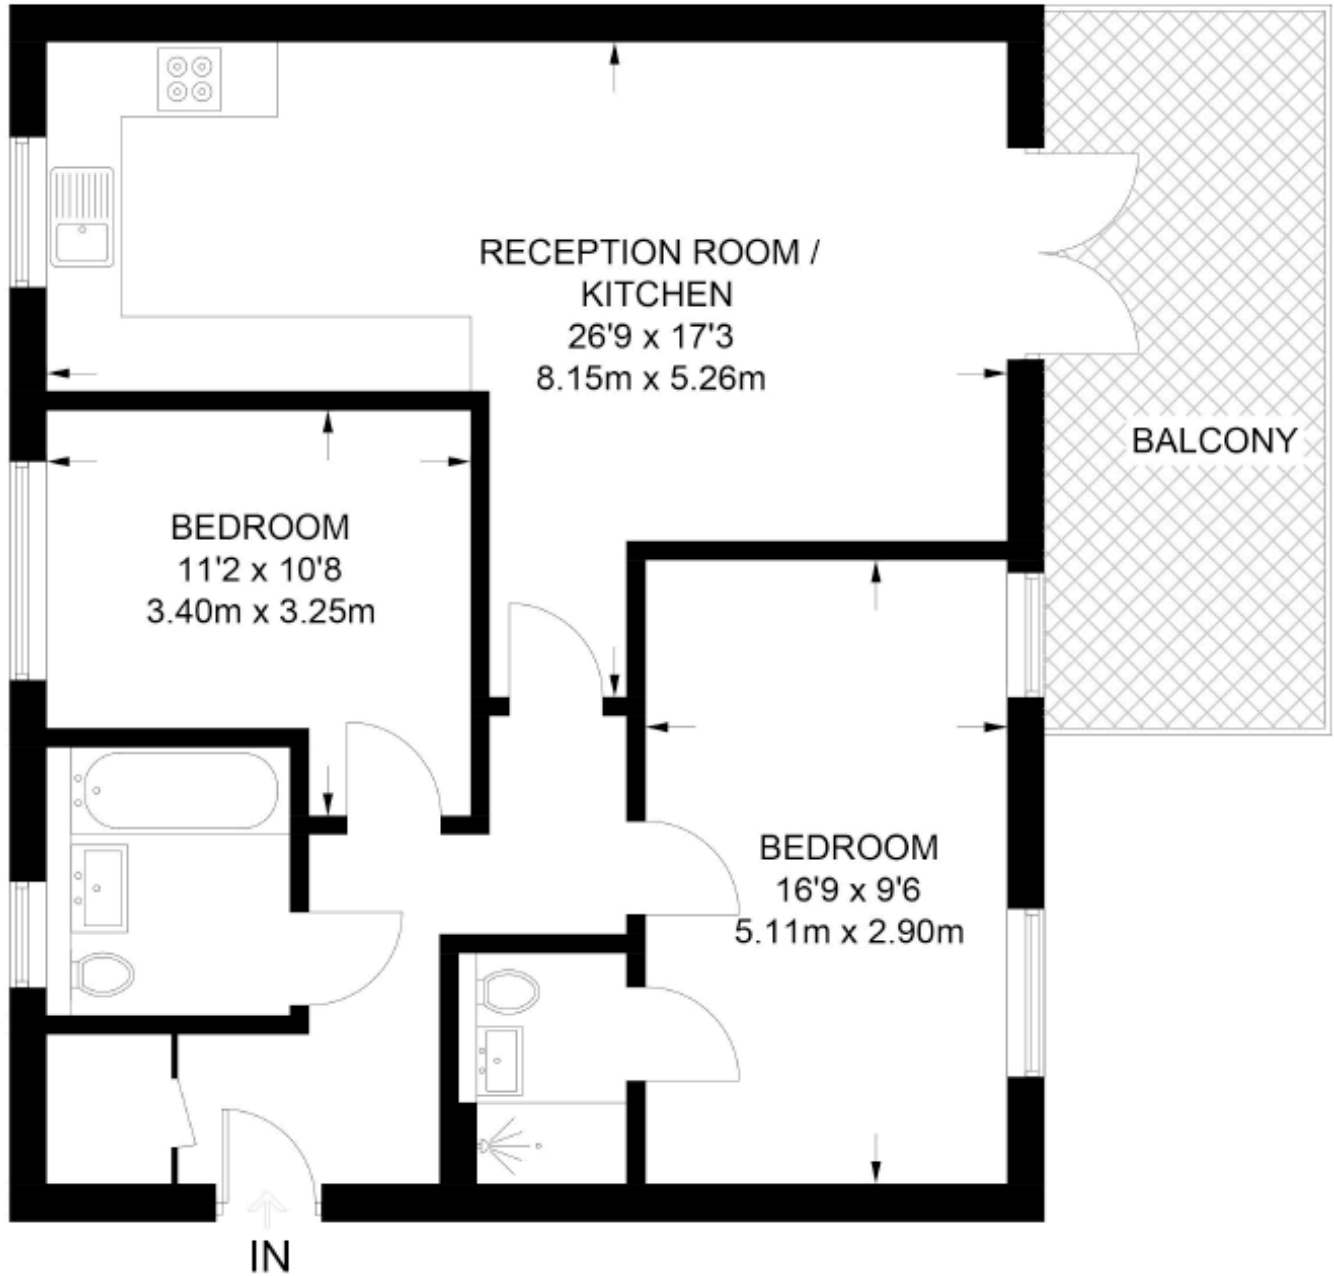 RECEPTION ROOM /
KITCHEN
26'9 x 17'3
8.15m x 5.26m
BALCONY
BEDROOM
11'2 x 10'8
3.40m x 3.25m
BEDROOM
16'9 x 9'6
5.11m x 2.90m
IN